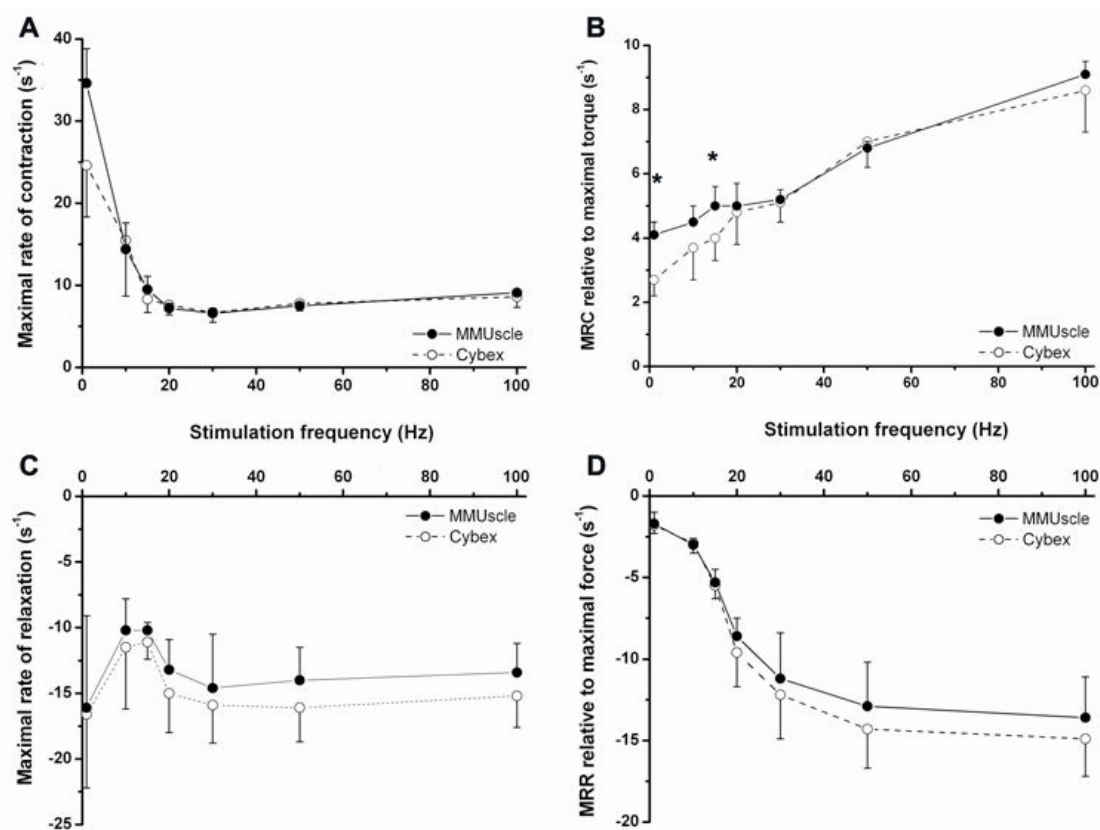 A
Maximal rate of contraction (s⁻¹)
40
30
20
10
0
MMUscle
Cybex
0 20 40 60 80 100
Stimulation frequency (Hz)
B
MRC relative to maximal torque (s⁻¹)
10
8
6
4
2
0
*
*
MMUscle
Cybex
0 20 40 60 80 100
Stimulation frequency (Hz)
C
0 20 40 60 80 100
Maximal rate of relaxation (s⁻¹)
0
-5
-10
-15
-20
-25
MMUscle
Cybex
D
0 20 40 60 80 100
MRR relative to maximal force (s⁻¹)
0
-5
-10
-15
-20
MMUscle
Cybex